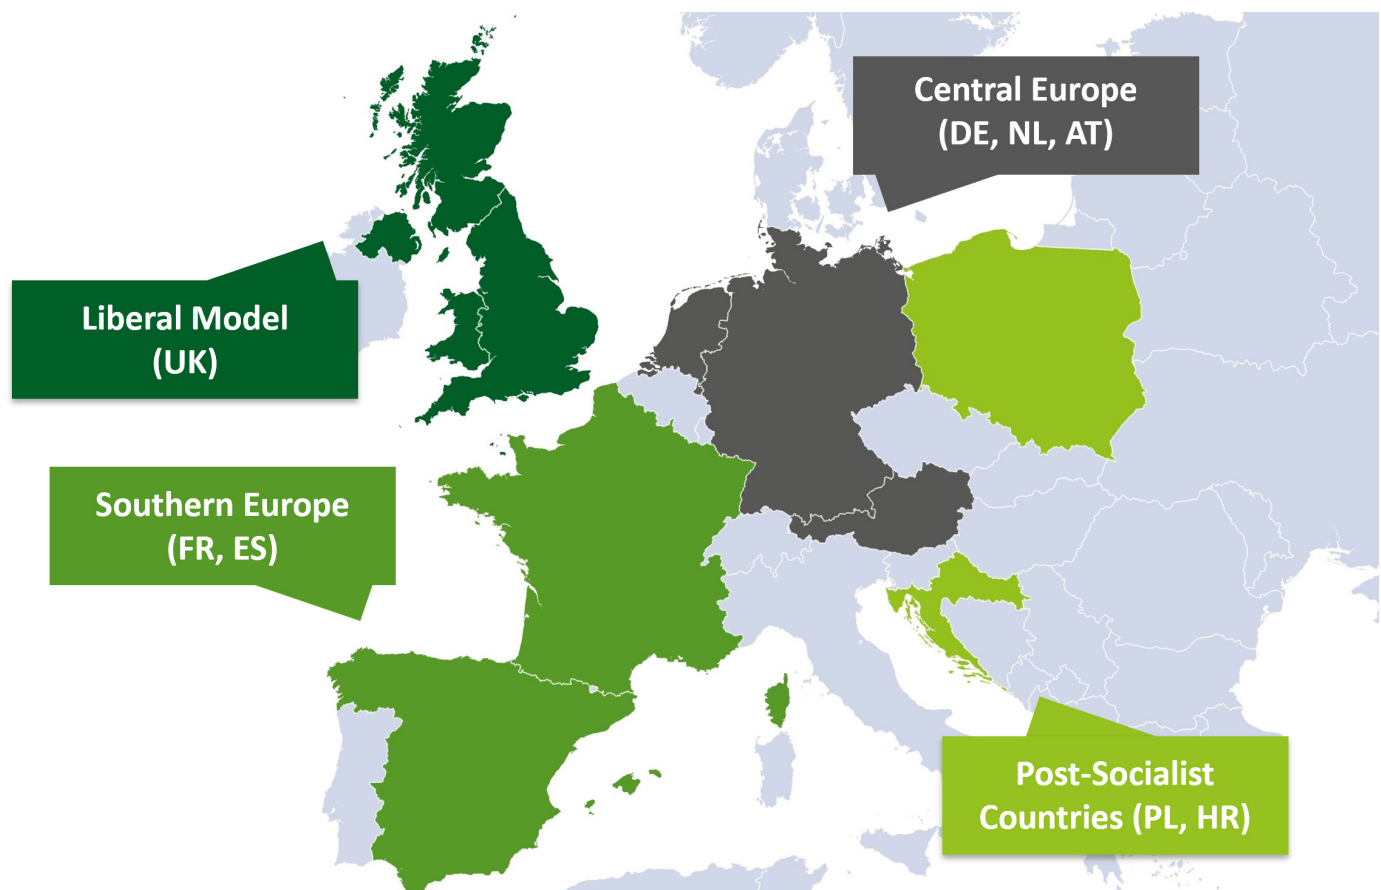 Central Europe
(DE, NL, AT)
Liberal Model
(UK)
Southern Europe
(FR, ES)
Post-Socialist
Countries (PL, HR)